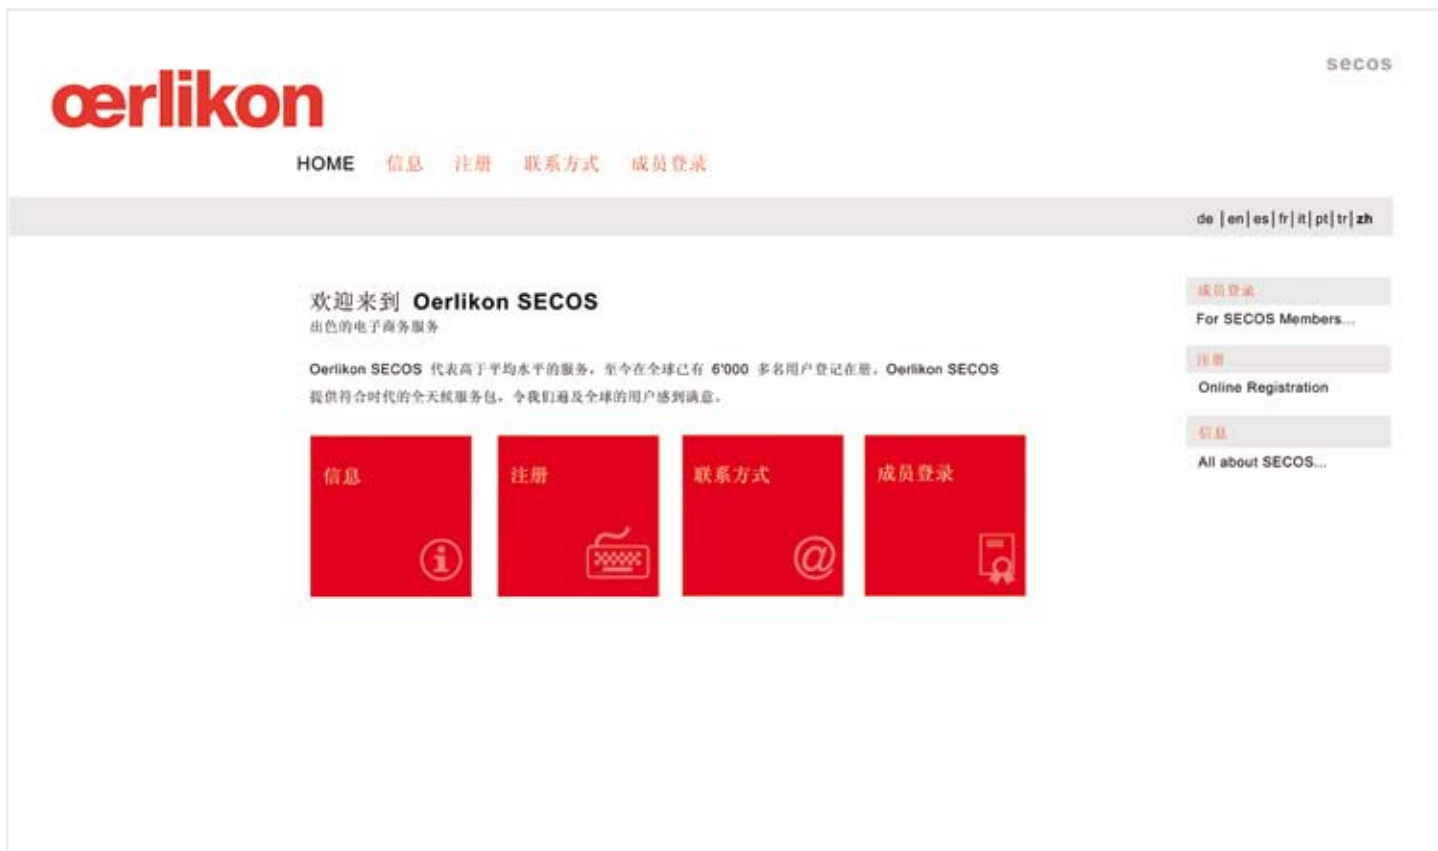 secos
œrlikon
HOME 信息 注册 联系方式 成员登录
de |en|es|fr|it|pt|tr|zh
欢迎来到 Oerlikon SECOS
出色的电子商务服务
Oerlikon SECOS 代表高于平均水平的服务，至今在全球已有 6'000 多名用户登记在册。Oerlikon SECOS
提供符合时代的全天候服务包，令我们遍及全球的用户感到满意。
信息
注册
联系方式
成员登录
成员登录
For SECOS Members...
注册
Online Registration
信息
All about SECOS...